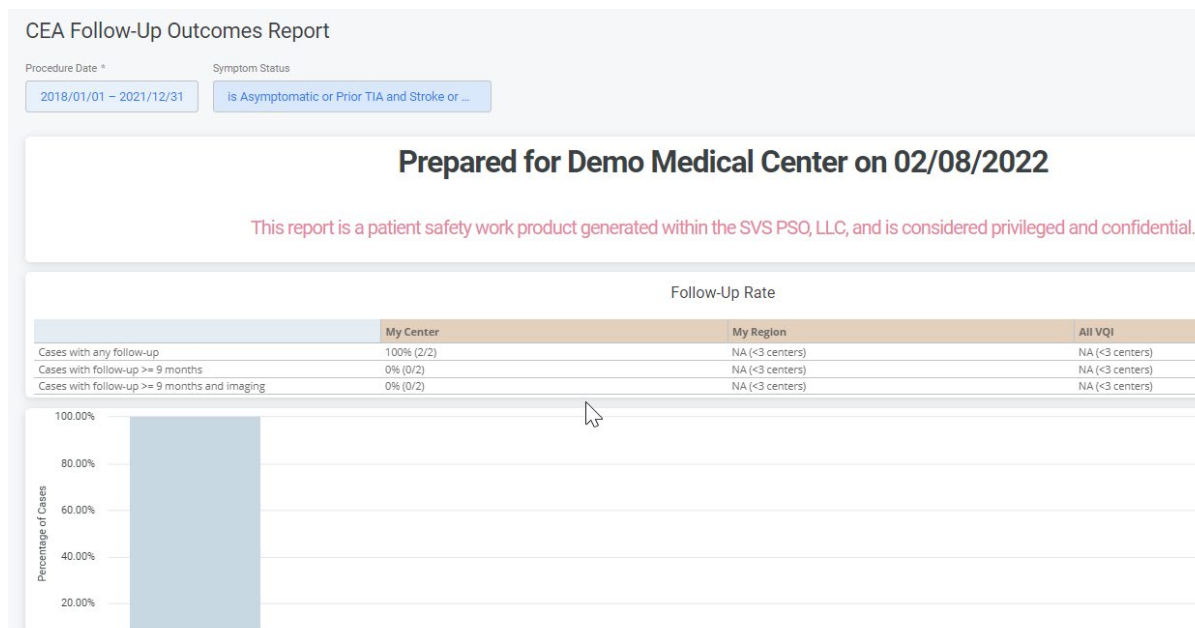 CEA Follow-Up Outcomes Report
Procedure Date * Symptom Status
2018/01/01 – 2021/12/31 is Asymptomatic or Prior TIA and Stroke or ...
Prepared for Demo Medical Center on 02/08/2022
This report is a patient safety work product generated within the SVS PSO, LLC, and is considered privileged and confidential.
Follow-Up Rate
My Center My Region All VQI
Cases with any follow-up 100% (2/2) NA (<3 centers) NA (<3 centers)
Cases with follow-up >= 9 months 0% (0/2) NA (<3 centers) NA (<3 centers)
Cases with follow-up >= 9 months and imaging 0% (0/2) NA (<3 centers) NA (<3 centers)
100.00%
80.00%
60.00%
40.00%
20.00%
Percentage of Cases